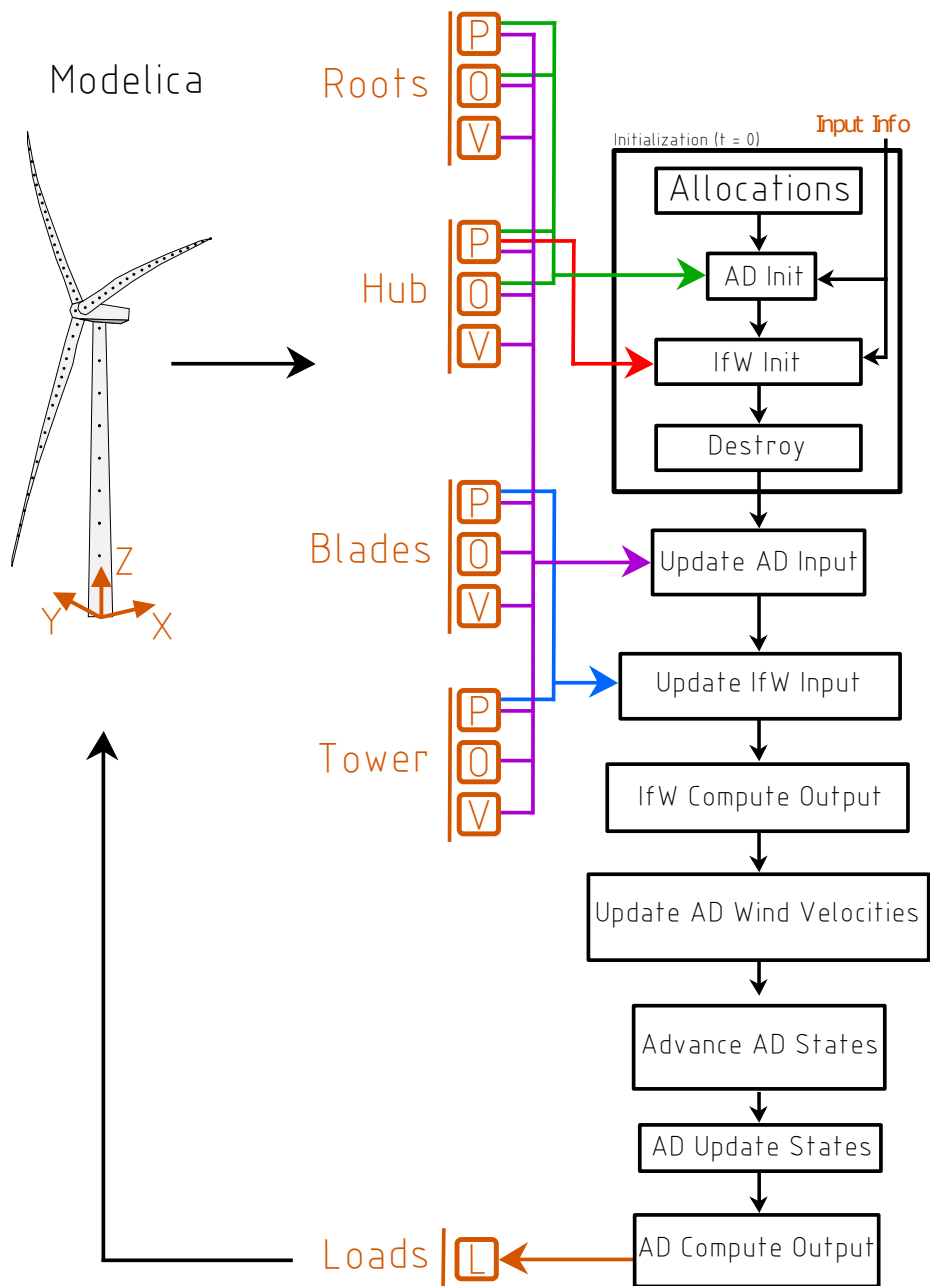 Modelica
Roots
P
O
V
Hub
P
O
V
Blades
P
O
V
Tower
P
O
V
Z
Y
X
Input Info
Initialization (t = 0)
Allocations
AD Init
IfW Init
Destroy
Update AD Input
Update IfW Input
IfW Compute Output
Update AD Wind Velocities
Advance AD States
AD Update States
AD Compute Output
Loads
L